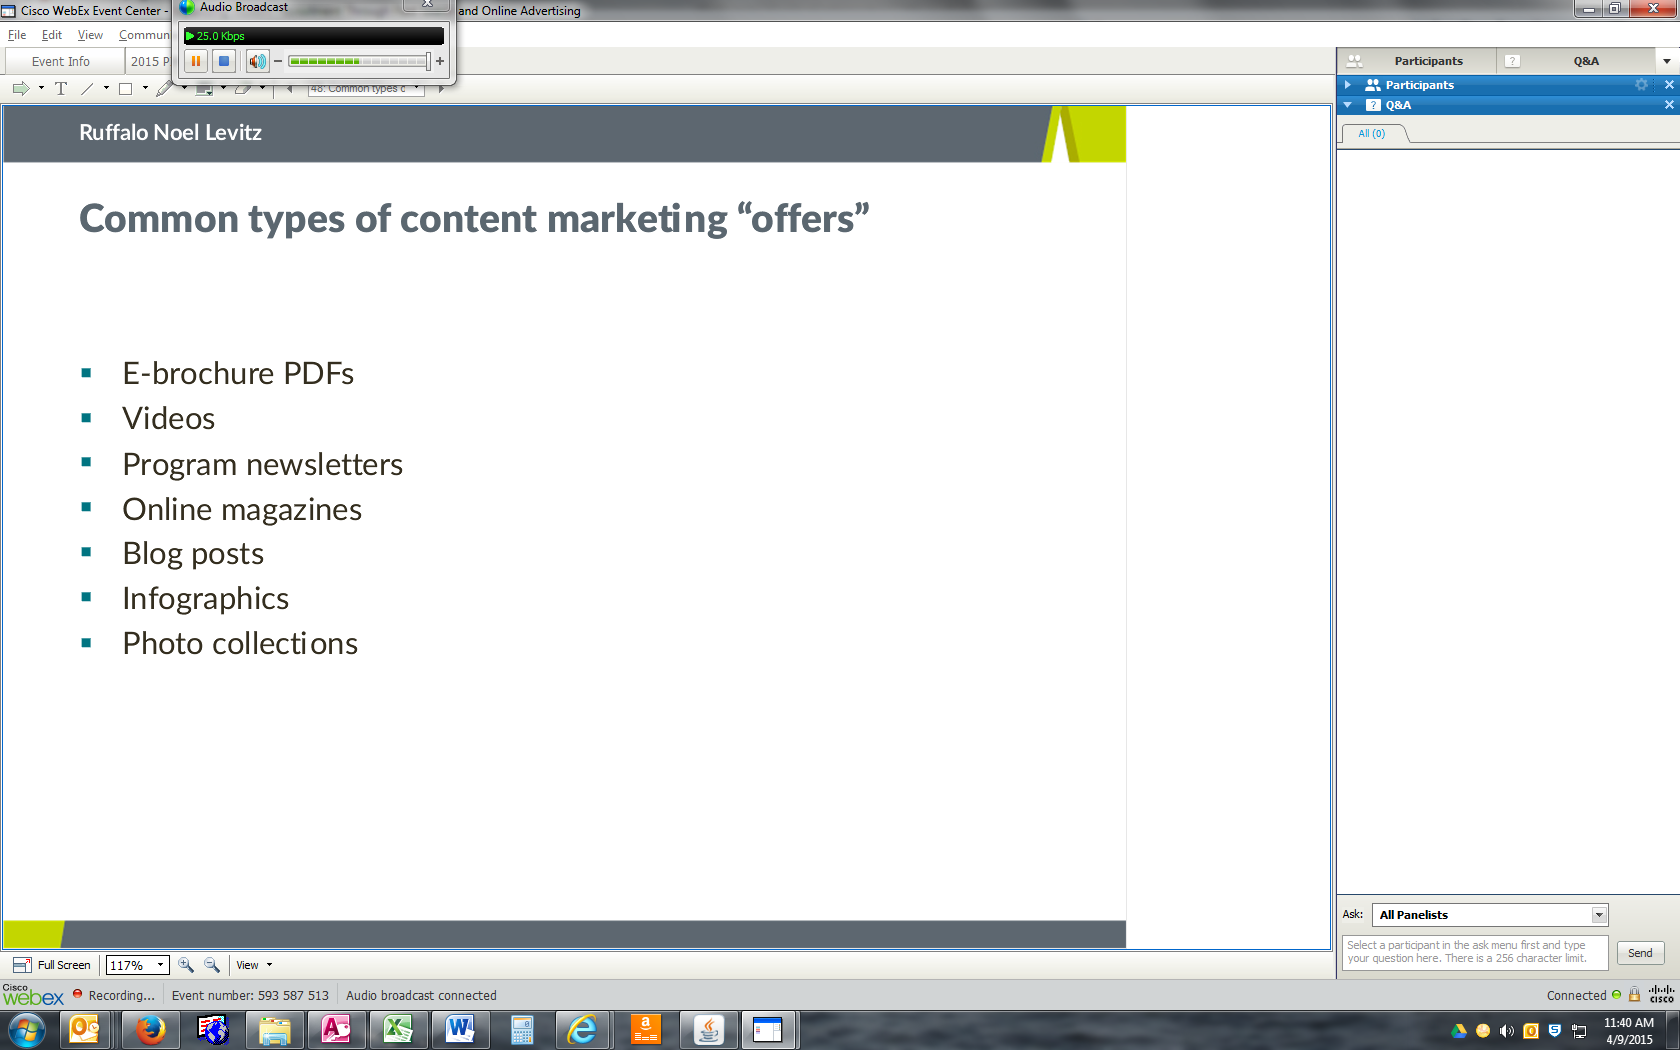 Cisco WebEx Event Center -
and Online Advertising
Audio Broadcast
25.0 Kbps
File Edit View Commun
Event Info
2015 P
48: Common types c
Ruffalo Noel Levitz
Common types of content marketing “offers”
E-brochure PDFs
Videos
Program newsletters
Online magazines
Blog posts
Infographics
Photo collections
Participants
Q&A
Participants
Q&A
All (0)
Ask: All Panelists
Select a participant in the ask menu first and type
your question here. There is a 256 character limit.
Send
Full Screen 117% View
Cisco
webex Recording... Event number: 593 587 513 Audio broadcast connected
Connected
CISCO
11:40 AM
4/9/2015